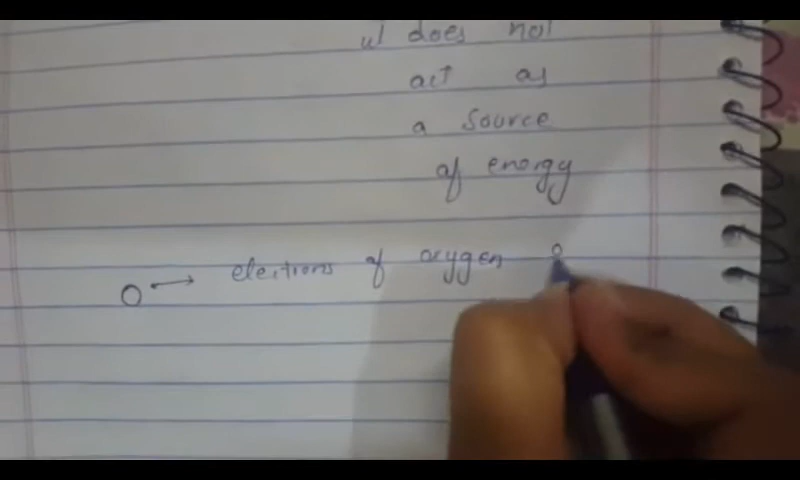 does not
act as
a source
of energy
O → electrons of oxygen